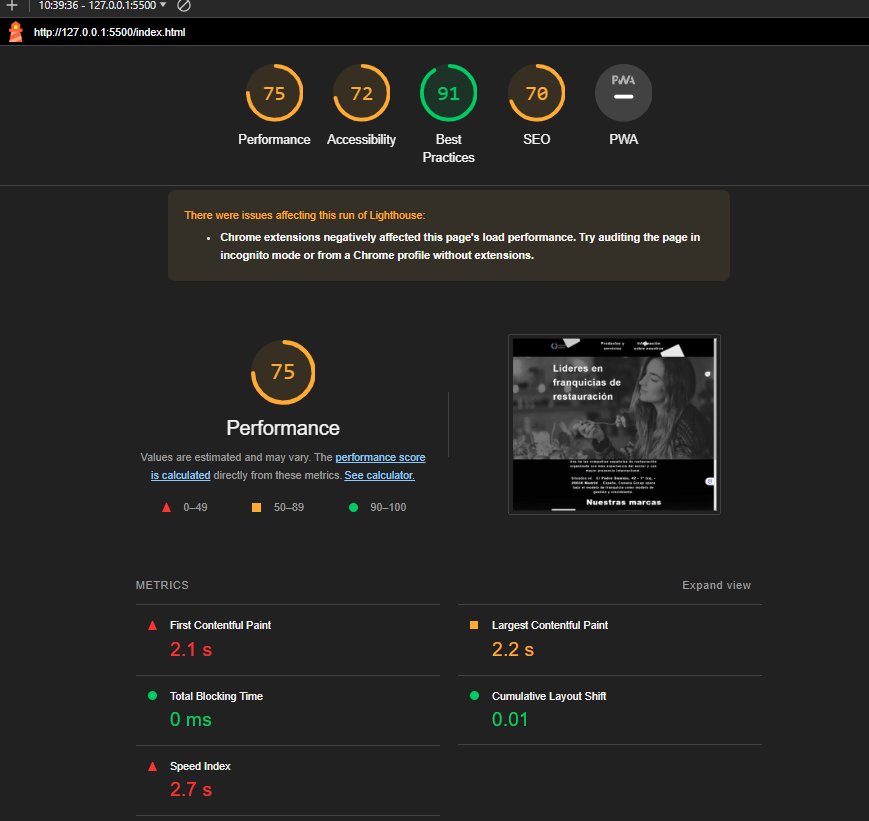 10:39:36 - 127.0.0.1:5500
http://127.0.0.1:5500/index.html
75
72
91
70
PWA
Performance
Accessibility
Best
Practices
SEO
PWA
There were issues affecting this run of Lighthouse:
Chrome extensions negatively affected this page's load performance. Try auditing the page in
incognito mode or from a Chrome profile without extensions.
75
Performance
Values are estimated and may vary. The performance score
is calculated directly from these metrics. See calculator.
0–49
50–89
90–100
Productos y
servicios
Información
sobre nosotros
Líderes en
franquicias de
restauración
Nuestras marcas
METRICS
Expand view
First Contentful Paint
2.1 s
Largest Contentful Paint
2.2 s
Total Blocking Time
0 ms
Cumulative Layout Shift
0.01
Speed Index
2.7 s